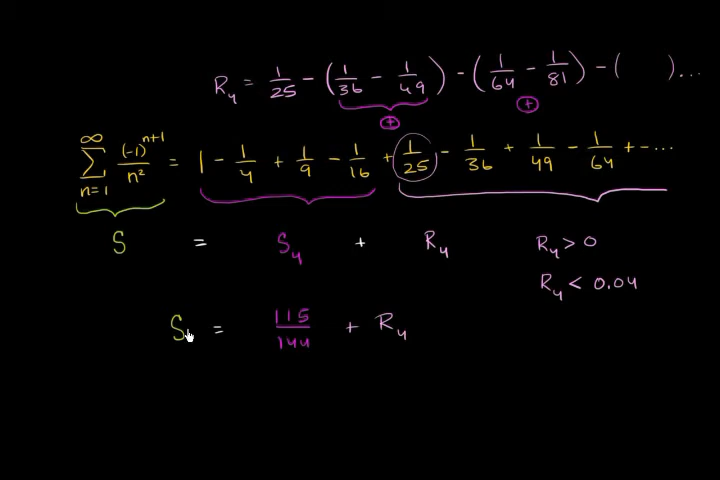 R₄ = 1/25 - (1/36 - 1/49) - (1/64 - 1/81) - ( )...
+ +
∞ ∑ n=1 (-1)ⁿ⁺¹/n² = 1 - 1/4 + 1/9 - 1/16 + 1/25 - 1/36 + 1/49 - 1/64 + - ...
S = S₄ + R₄ R₄ > 0
R₄ < 0.04
S = 115/144 + R₄